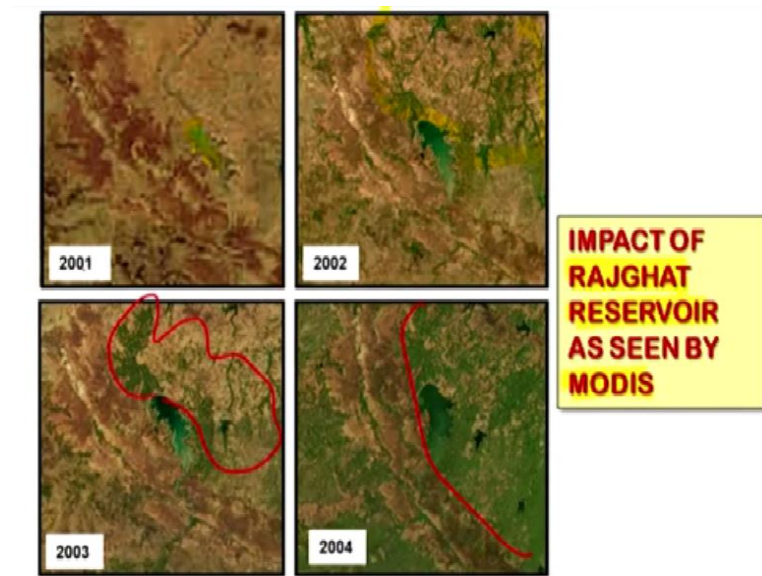 2001
2002
IMPACT OF
RAJGHAT
RESERVOIR
AS SEEN BY
MODIS
2003
2004